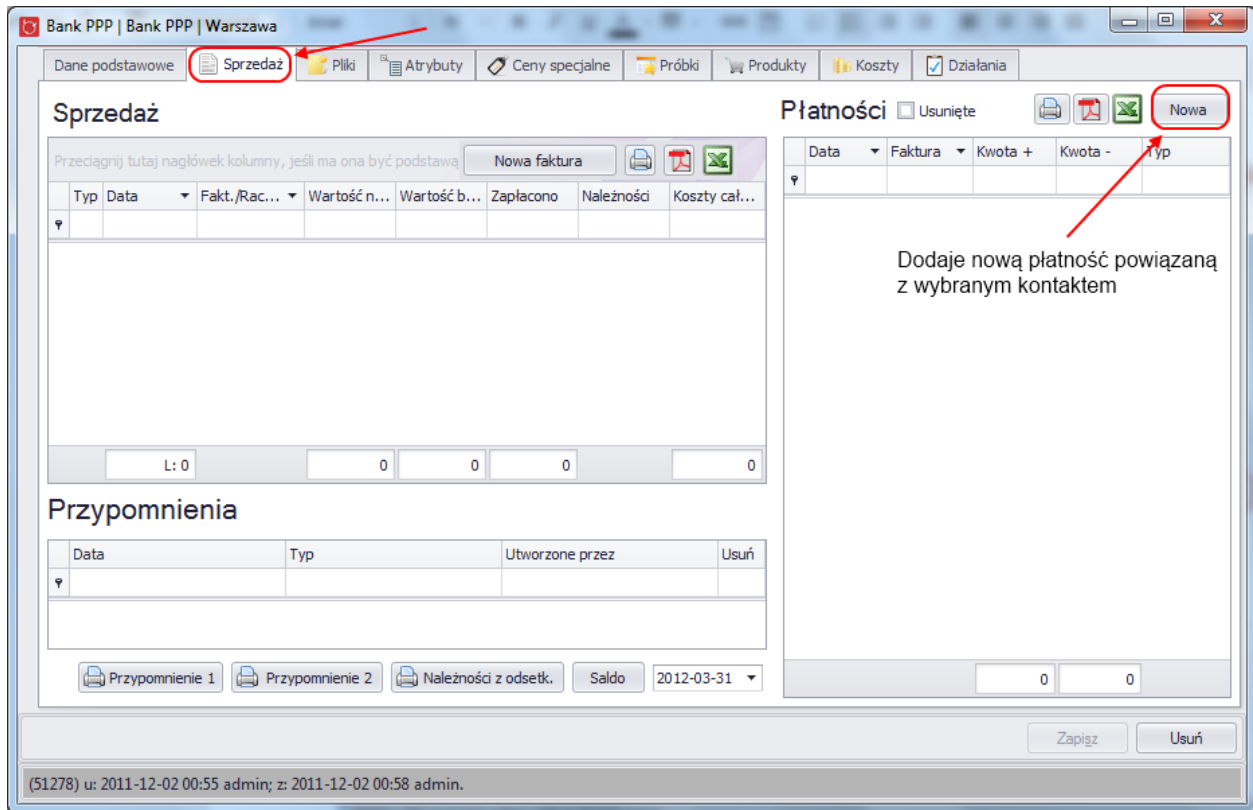 Bank PPP | Bank PPP | Warszawa
Dane podstawowe Sprzedaż Pliki Atrybuty Ceny specjalne Próbki Produkty Koszty Działania
Sprzedaż
Przeciągnij tutaj nagłówek kolumny, jeśli ma ona być podstawą Nowa faktura
Typ Data Fakt./Rac... Wartość n... Wartość b... Zapłacono Należności Koszty cał...
L: 0 0 0 0 0
Przypomnienia
Data Typ Utworzone przez Usuń
Przypomnienie 1 Przypomnienie 2 Należności z odsetk. Saldo 2012-03-31
Płatności Usunięte Nowa
Data Faktura Kwota + Kwota - Typ
Dodaje nową płatność powiązaną
z wybranym kontaktem
0 0
Zapisz Usuń
(51278) u: 2011-12-02 00:55 admin; z: 2011-12-02 00:58 admin.